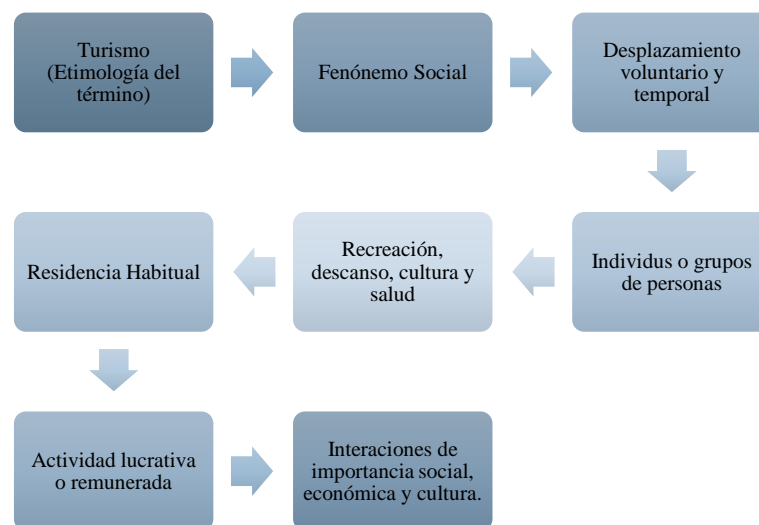 Turismo
(Etimología del
término)
Fenónemo Social
Desplazamiento
voluntario y
temporal
Individus o grupos
de personas
Recreación,
descanso, cultura y
salud
Residencia Habitual
Actividad lucrativa
o remunerada
Interaciones de
importancia social,
económica y cultura.